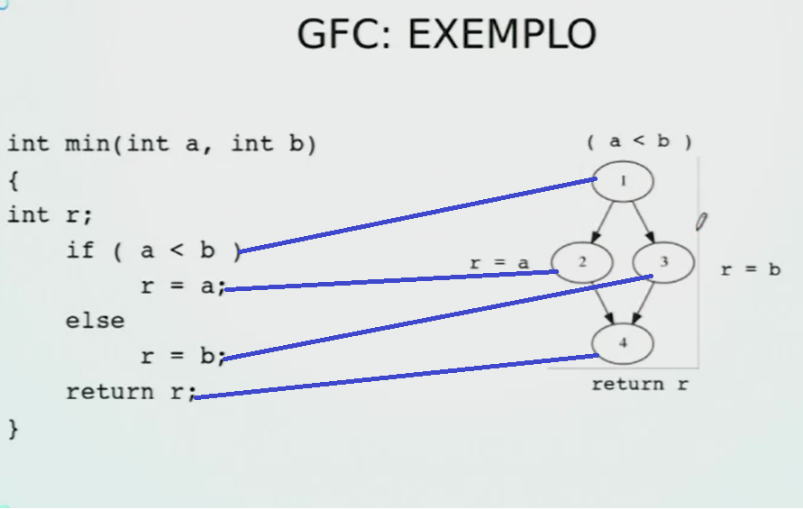 GFC: EXEMPLO
int min(int a, int b)
{
int r;
if ( a < b )
r = a;
else
r = b;
return r;
}
( a < b )
1
r = a
2
3
r = b
4
return r